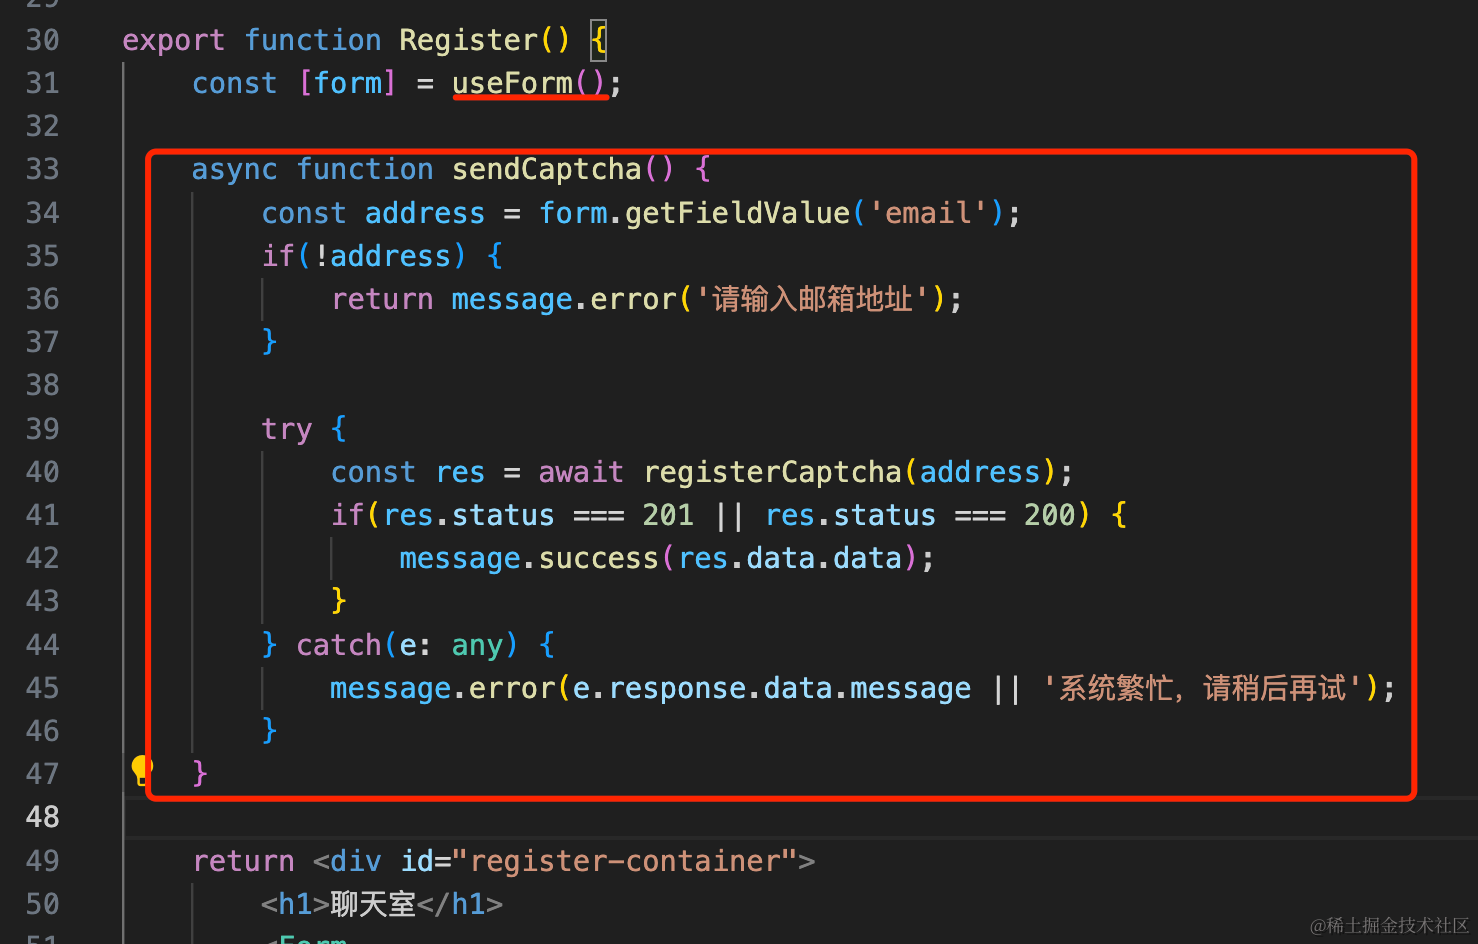 29
30 export function Register() {
31     const [form] = useForm();
32
33     async function sendCaptcha() {
34         const address = form.getFieldValue('email');
35         if(!address) {
36             return message.error('请输入邮箱地址');
37         }
38
39         try {
40             const res = await registerCaptcha(address);
41             if(res.status === 201 || res.status === 200) {
42                 message.success(res.data.data);
43             }
44         } catch(e: any) {
45             message.error(e.response.data.message || '系统繁忙，请稍后再试');
46         }
47     }
48
49     return <div id="register-container">
50         <h1>聊天室</h1>
51         <Form
@稀土掘金技术社区